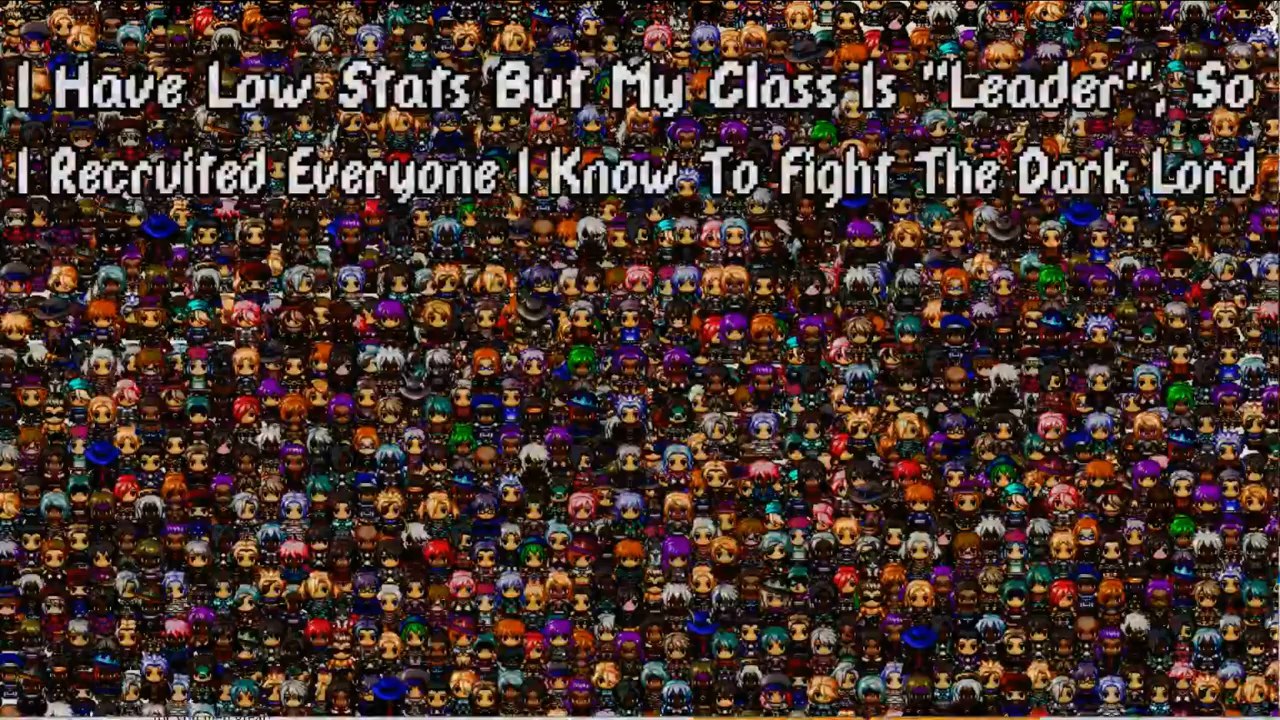 I Have Low Stats But My Class Is "Leader", So
I Recruited Everyone I Know To Fight The Dark Lord